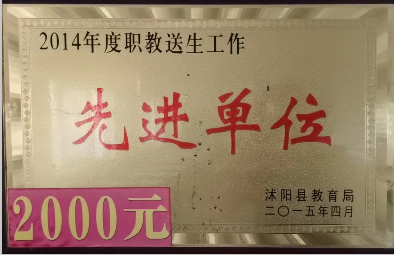 2014年度职教送生工作
先进单位
沭阳县教育局
二〇一五年四月
2000元